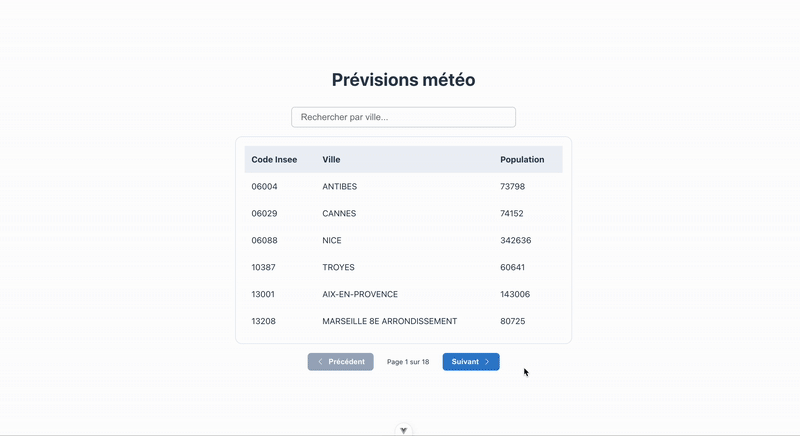 Prévisions météo
Rechercher par ville...
Code Insee Ville Population
06004 ANTIBES 73798
06029 CANNES 74152
06088 NICE 342636
10387 TROYES 60641
13001 AIX-EN-PROVENCE 143006
13208 MARSEILLE 8E ARRONDISSEMENT 80725
Précédent Page 1 sur 18 Suivant